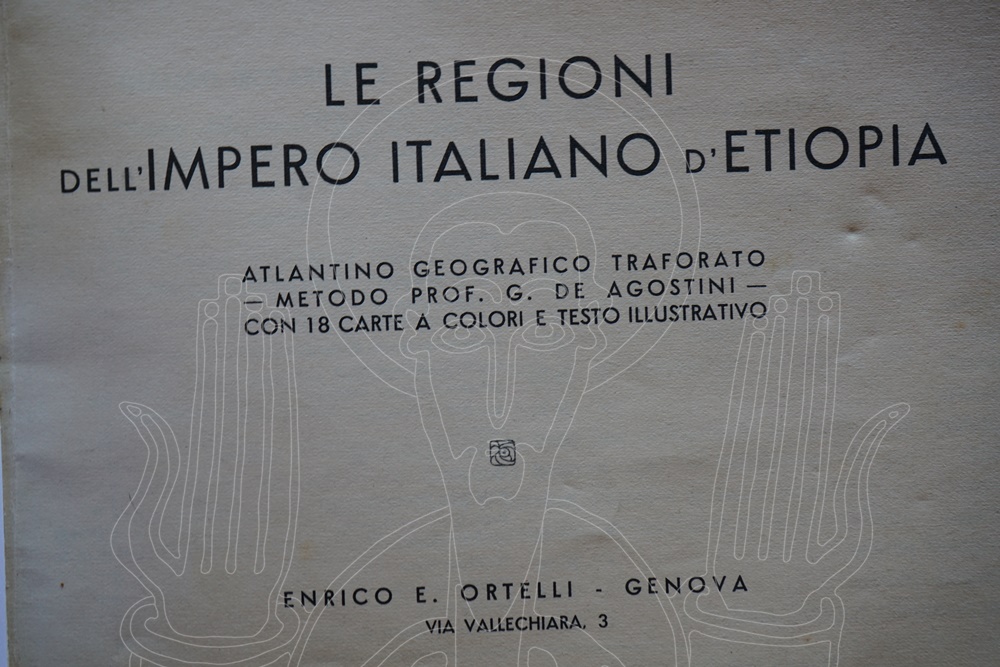 LE REGIONI
DELL'IMPERO ITALIANO D'ETIOPIA
ATLANTINO GEOGRAFICO TRAFORATO
— METODO PROF. G. DE AGOSTINI —
CON 18 CARTE A COLORI E TESTO ILLUSTRATIVO
ENRICO E. ORTELLI - GENOVA
VIA VALLECHIARA, 3